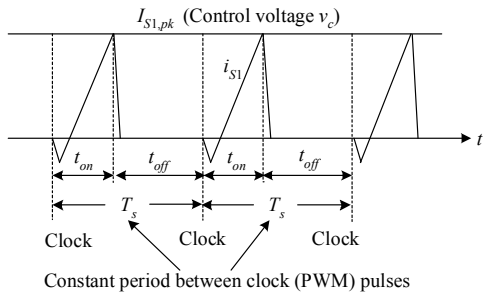 I_{S1,pk} (Control voltage v_c)
i_{S1}
t
t_{on} t_{off} t_{on} t_{off}
T_s T_s
Clock Clock Clock
Constant period between clock (PWM) pulses